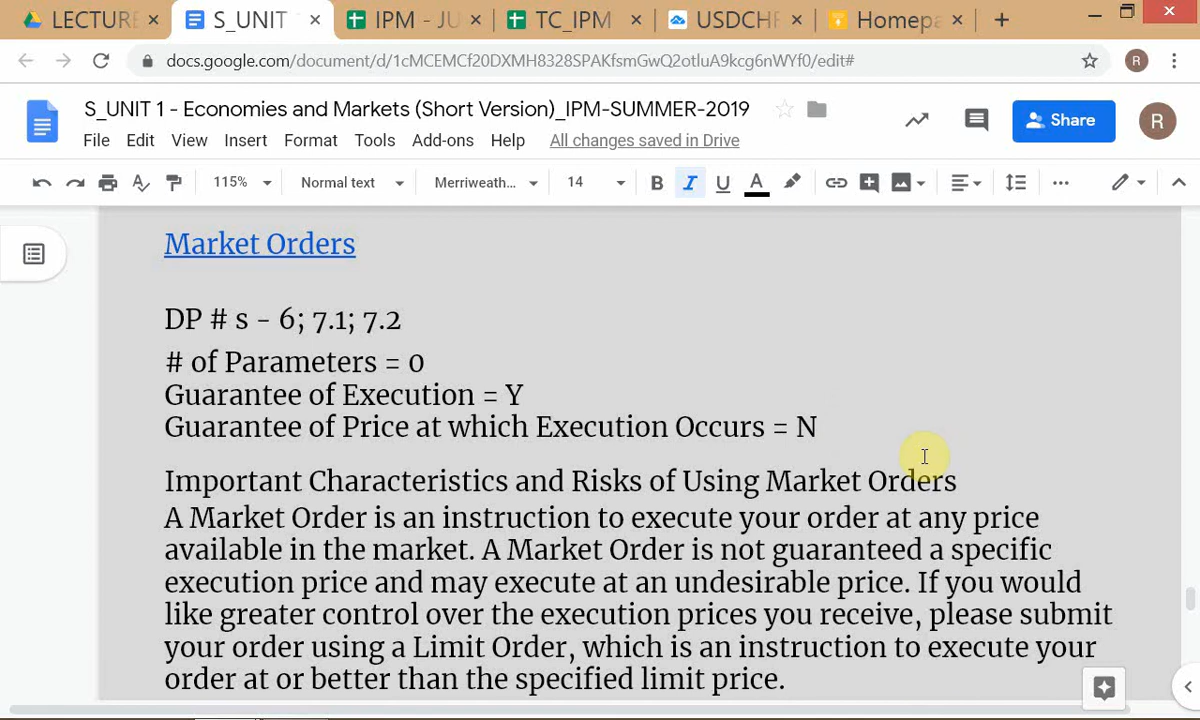 LECTUR
S_UNIT
IPM - JU
TC_IPM
USDCHF
Homepa
docs.google.com/document/d/1cMCEMCf20DXMH8328SPAKfsmGwQ2otluA9kcg6nWYf0/edit#
R
S_UNIT 1 - Economies and Markets (Short Version)_IPM-SUMMER-2019
File Edit View Insert Format Tools Add-ons Help All changes saved in Drive
Share
R
115% Normal text Merriweath... 14 B I U A
Market Orders
DP # s - 6; 7.1; 7.2
# of Parameters = 0
Guarantee of Execution = Y
Guarantee of Price at which Execution Occurs = N
Important Characteristics and Risks of Using Market Orders
A Market Order is an instruction to execute your order at any price
available in the market. A Market Order is not guaranteed a specific
execution price and may execute at an undesirable price. If you would
like greater control over the execution prices you receive, please submit
your order using a Limit Order, which is an instruction to execute your
order at or better than the specified limit price.